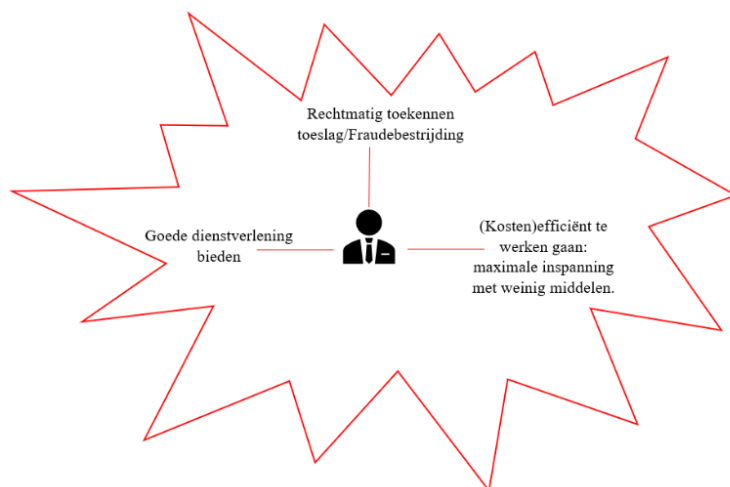 Rechtmatig toekennen
toeslag/Fraudebestrijding
Goede dienstverlening
bieden
(Kosten)efficiënt te
werken gaan:
maximale inspanning
met weinig middelen.